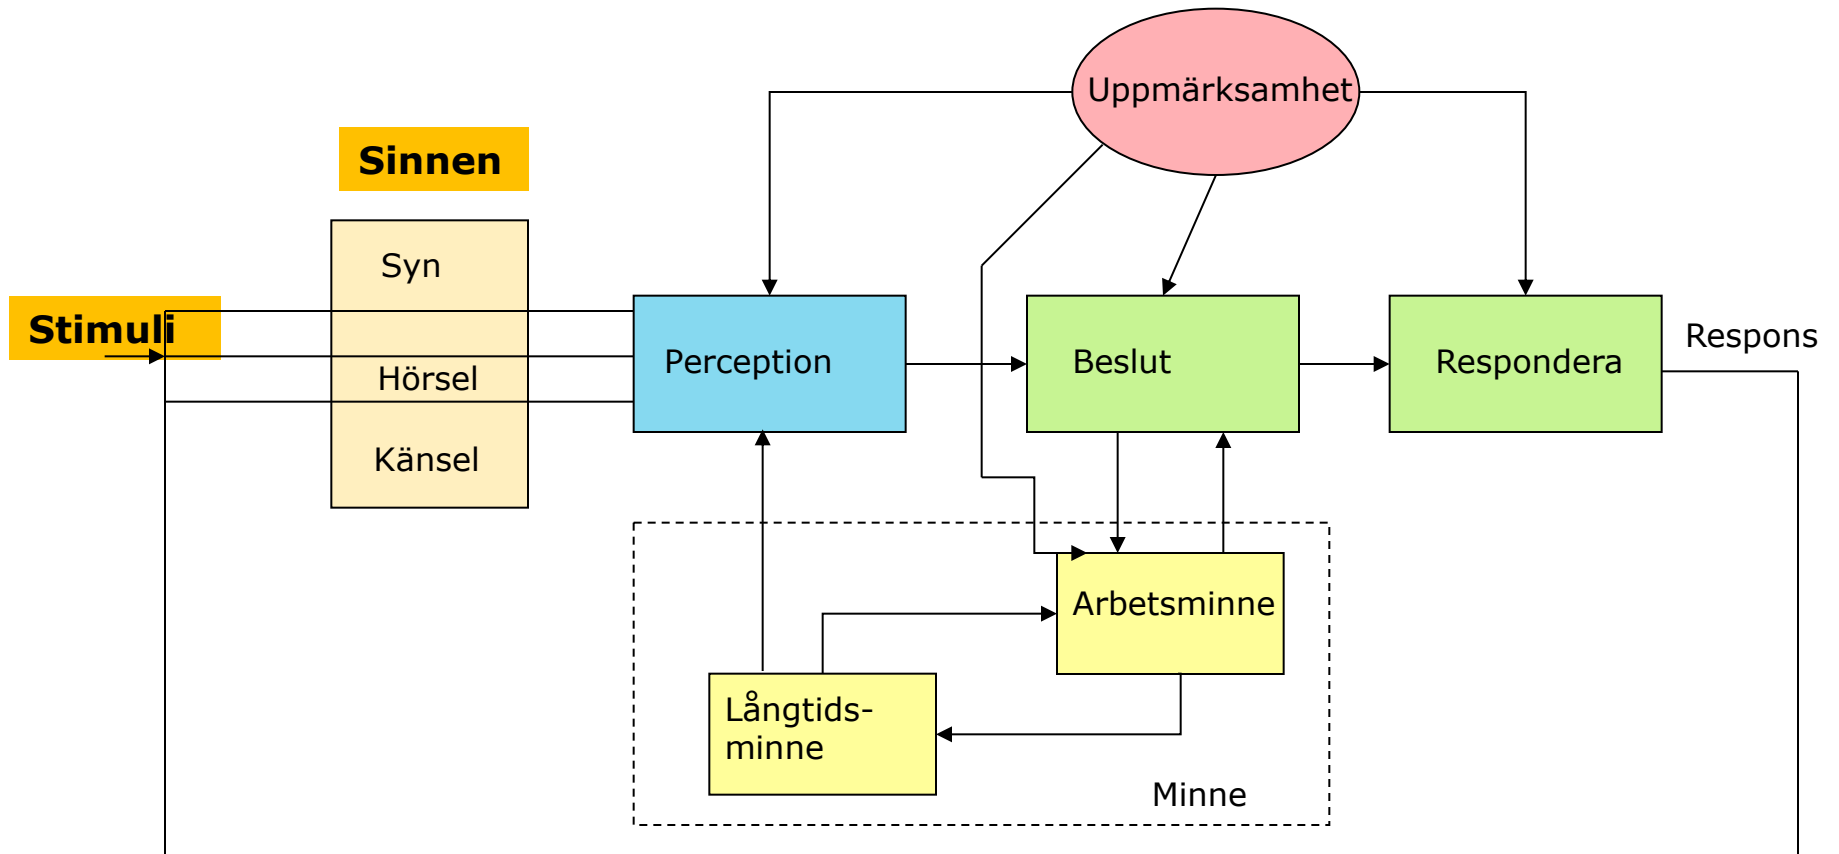 Uppmärksamhet
Sinnen
Syn
Stimuli
Hörsel
Känsel
Perception
Beslut
Respondera
Respons
Arbetsminne
Långtids-
minne
Minne